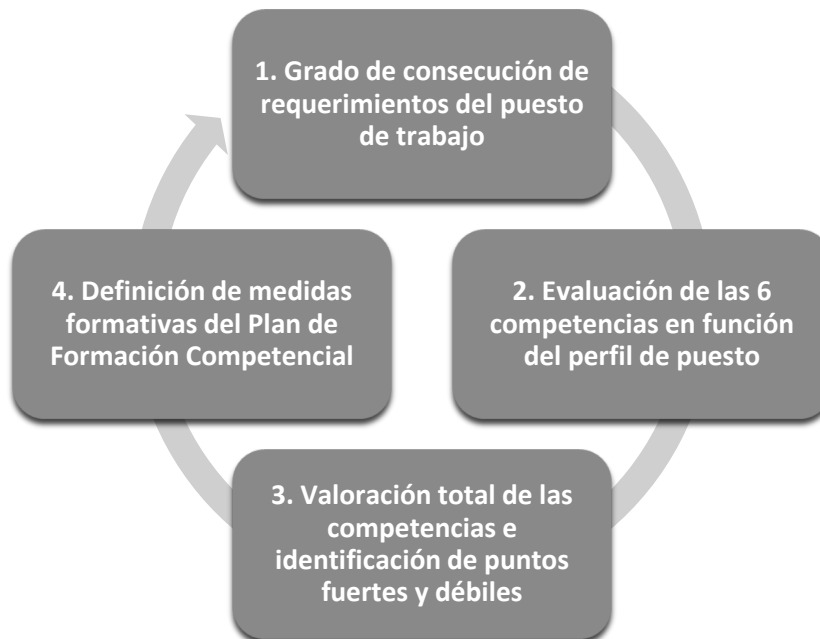 1. Grado de consecución de
requerimientos del puesto
de trabajo
2. Evaluación de las 6
competencias en función
del perfil de puesto
3. Valoración total de las
competencias e
identificación de puntos
fuertes y débiles
4. Definición de medidas
formativas del Plan de
Formación Competencial